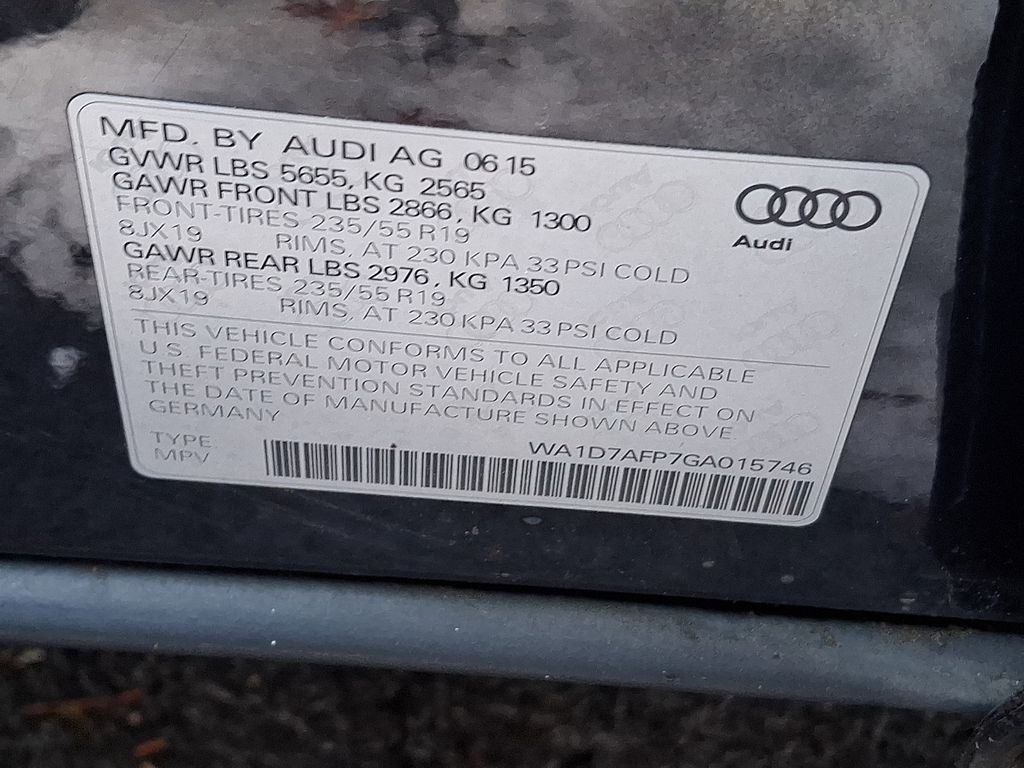 MFD. BY AUDI AG 06 15
GVWR LBS 5655, KG 2565
GAWR FRONT LBS 2866, KG 1300
FRONT-TIRES 235/55 R19
8JX19 RIMS, AT 230 KPA 33 PSI COLD
GAWR REAR LBS 2976, KG 1350
REAR-TIRES 235/55 R19
8JX19 RIMS, AT 230 KPA 33 PSI COLD
Audi
THIS VEHICLE CONFORMS TO ALL APPLICABLE
U.S. FEDERAL MOTOR VEHICLE SAFETY AND
THEFT PREVENTION STANDARDS IN EFFECT ON
THE DATE OF MANUFACTURE SHOWN ABOVE
GERMANY
TYPE
MPV
WA1D7AFP7GA015746